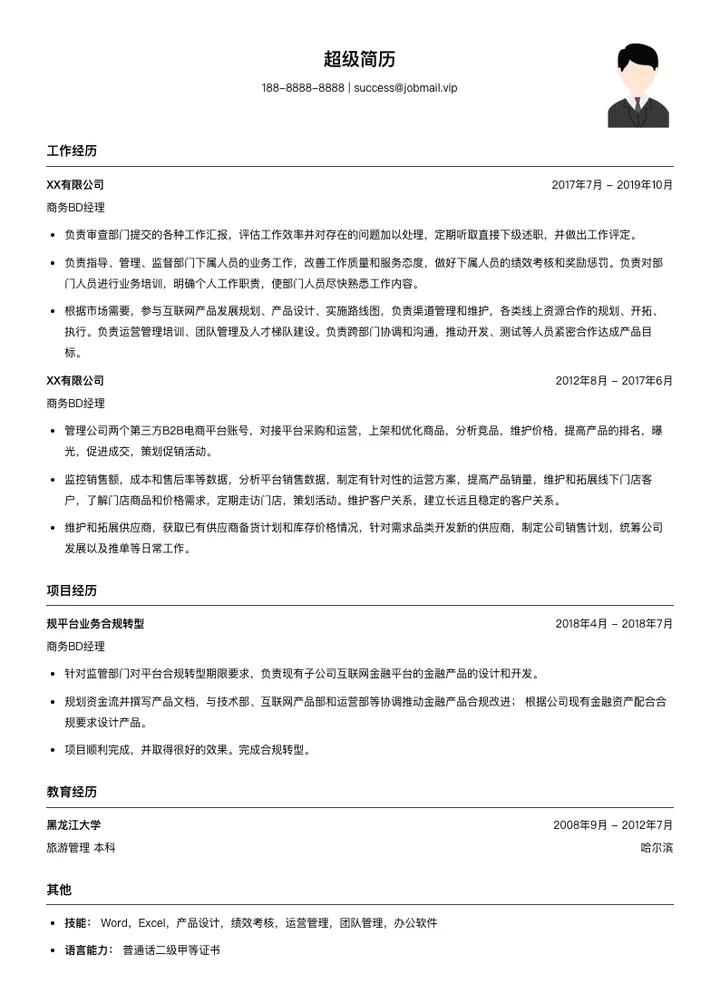 超级简历
188-8888-8888 | success@jobmail.vip
工作经历
XX有限公司 2017年7月 – 2019年10月
商务BD经理
• 负责审查部门提交的各种工作汇报，评估工作效率并对存在的问题加以处理，定期听取直接下级述职，并做出工作评定。
• 负责指导、管理、监督部门下属人员的业务工作，改善工作质量和服务态度，做好下属人员的绩效考核和奖励惩罚。负责对部
门人员进行业务培训，明确个人工作职责，便部门人员尽快熟悉工作内容。
• 根据市场需要，参与互联网产品发展规划、产品设计、实施路线图，负责渠道管理和维护，各类线上资源合作的规划、开拓、
执行。负责运营管理培训、团队管理及人才梯队建设。负责跨部门协调和沟通，推动开发、测试等人员紧密合作达成产品目
标。
XX有限公司 2012年8月 – 2017年6月
商务BD经理
• 管理公司两个第三方B2B电商平台账号，对接平台采购和运营，上架和优化商品，分析竞品，维护价格，提高产品的排名，曝
光，促进成交，策划促销活动。
• 监控销售额，成本和售后率等数据，分析平台销售数据，制定有针对性的运营方案，提高产品销量，维护和拓展线下门店客
户，了解门店商品和价格需求，定期走访门店，策划活动。维护客户关系，建立长远且稳定的客户关系。
• 维护和拓展供应商，获取已有供应商备货计划和库存价格情况，针对需求品类开发新的供应商，制定公司销售计划，统筹公司
发展以及推单等日常工作。
项目经历
规平台业务合规转型 2018年4月 – 2018年7月
商务BD经理
• 针对监管部门对平台合规转型期限要求，负责现有子公司互联网金融平台的金融产品的设计和开发。
• 规划资金流并撰写产品文档，与技术部、互联网产品部和运营部等协调推动金融产品合规改进； 根据公司现有金融资产配合合
规要求设计产品。
• 项目顺利完成，并取得很好的效果。完成合规转型。
教育经历
黑龙江大学 2008年9月 – 2012年7月
旅游管理 本科 哈尔滨
其他
• 技能： Word，Excel，产品设计，绩效考核，运营管理，团队管理，办公软件
• 语言能力： 普通话二级甲等证书